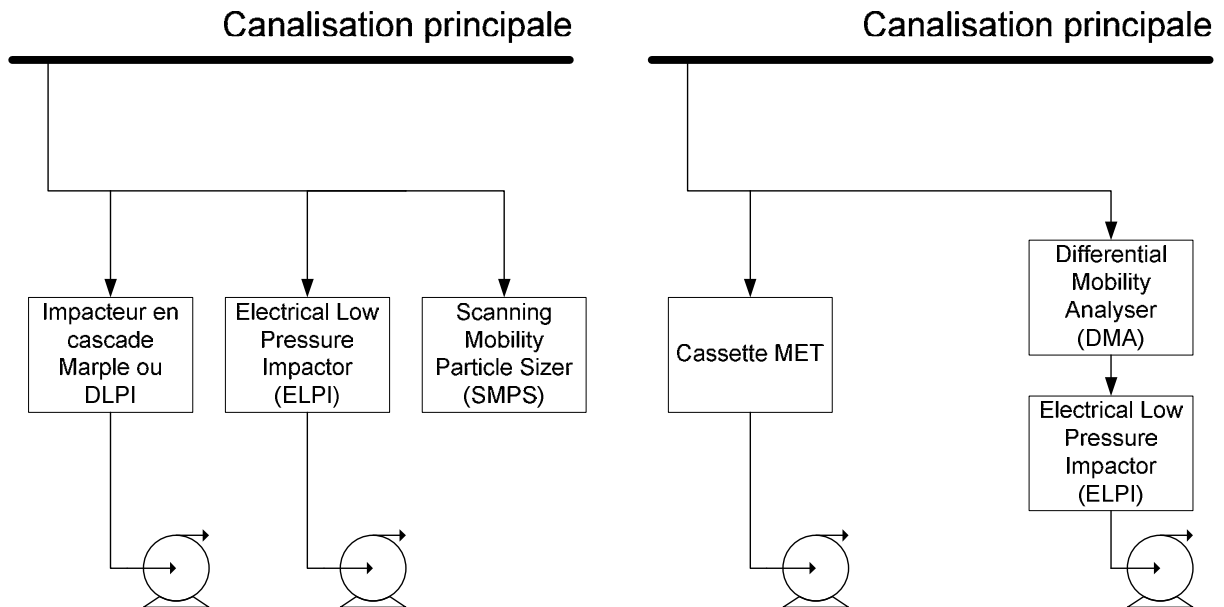 Canalisation principale
Impacteur en
cascade
Marple ou
DLPI
Electrical Low
Pressure
Impactor
(ELPI)
Scanning
Mobility
Particle Sizer
(SMPS)
Canalisation principale
Cassette MET
Differential
Mobility
Analyser
(DMA)
Electrical Low
Pressure
Impactor
(ELPI)